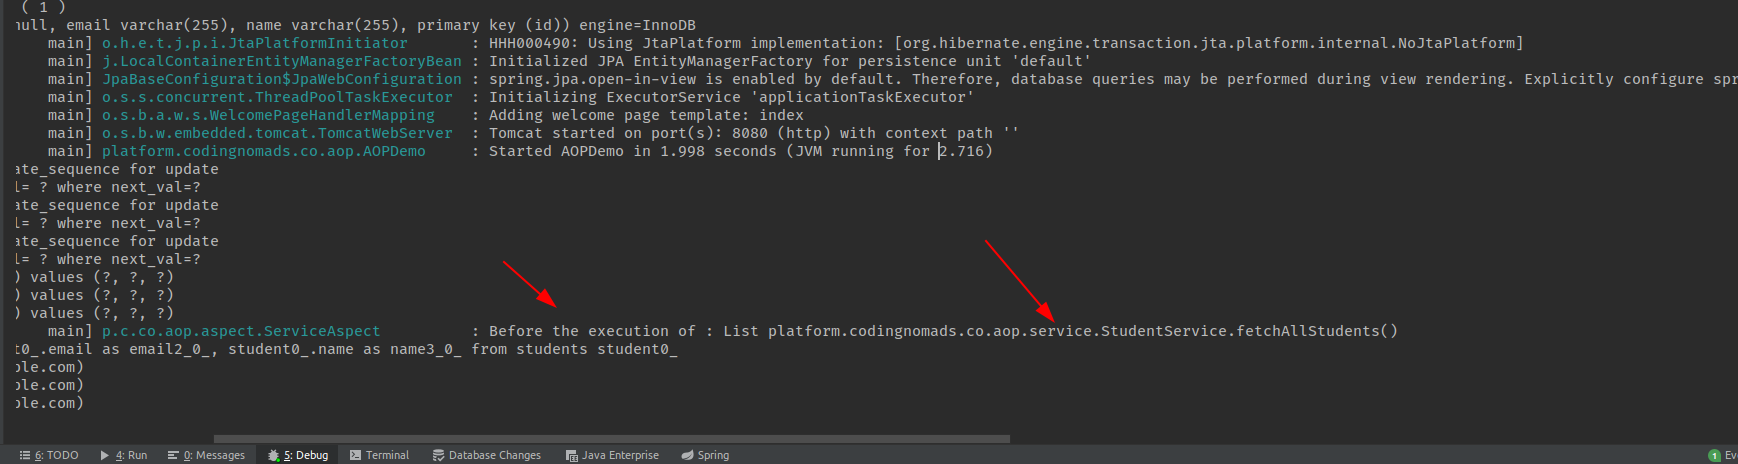 ( 1 )
null, email varchar(255), name varchar(255), primary key (id)) engine=InnoDB
main] o.h.e.t.j.p.i.JtaPlatformInitiator : HHH000490: Using JtaPlatform implementation: [org.hibernate.engine.transaction.jta.platform.internal.NoJtaPlatform]
main] j.LocalContainerEntityManagerFactoryBean : Initialized JPA EntityManagerFactory for persistence unit 'default'
main] JpaBaseConfiguration$JpaWebConfiguration : spring.jpa.open-in-view is enabled by default. Therefore, database queries may be performed during view rendering. Explicitly configure spr
main] o.s.s.concurrent.ThreadPoolTaskExecutor : Initializing ExecutorService 'applicationTaskExecutor'
main] o.s.b.a.w.s.WelcomePageHandlerMapping : Adding welcome page template: index
main] o.s.b.w.embedded.tomcat.TomcatWebServer : Tomcat started on port(s): 8080 (http) with context path ''
main] platform.codingnomads.co.aop.AOPDemo : Started AOPDemo in 1.998 seconds (JVM running for 2.716)
ate_sequence for update
l= ? where next_val=?
ate_sequence for update
l= ? where next_val=?
ate_sequence for update
l= ? where next_val=?
) values (?, ?, ?)
) values (?, ?, ?)
) values (?, ?, ?)
main] p.c.co.aop.aspect.ServiceAspect : Before the execution of : List platform.codingnomads.co.aop.service.StudentService.fetchAllStudents()
t0_.email as email2_0_, student0_.name as name3_0_ from students student0_
ple.com)
ple.com)
ple.com)
6: TODO 4: Run 0: Messages 5: Debug Terminal Database Changes Java Enterprise Spring 1 Eve